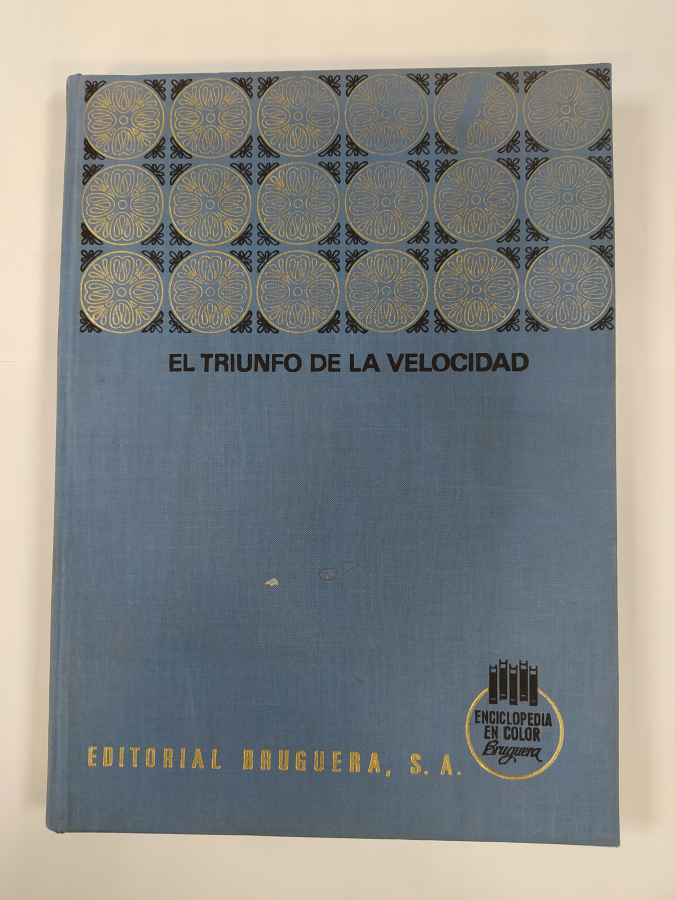 EL TRIUNFO DE LA VELOCIDAD
ENCICLOPEDIA
EN COLOR
Bruguera
EDITORIAL BRUGUERA, S. A.